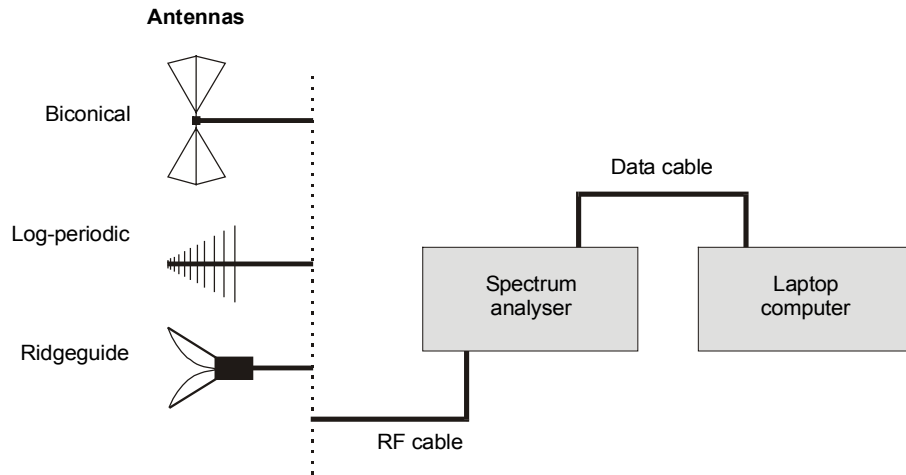 Antennas
Biconical
Log-periodic
Ridgeguide
Data cable
Spectrum
analyser
Laptop
computer
RF cable